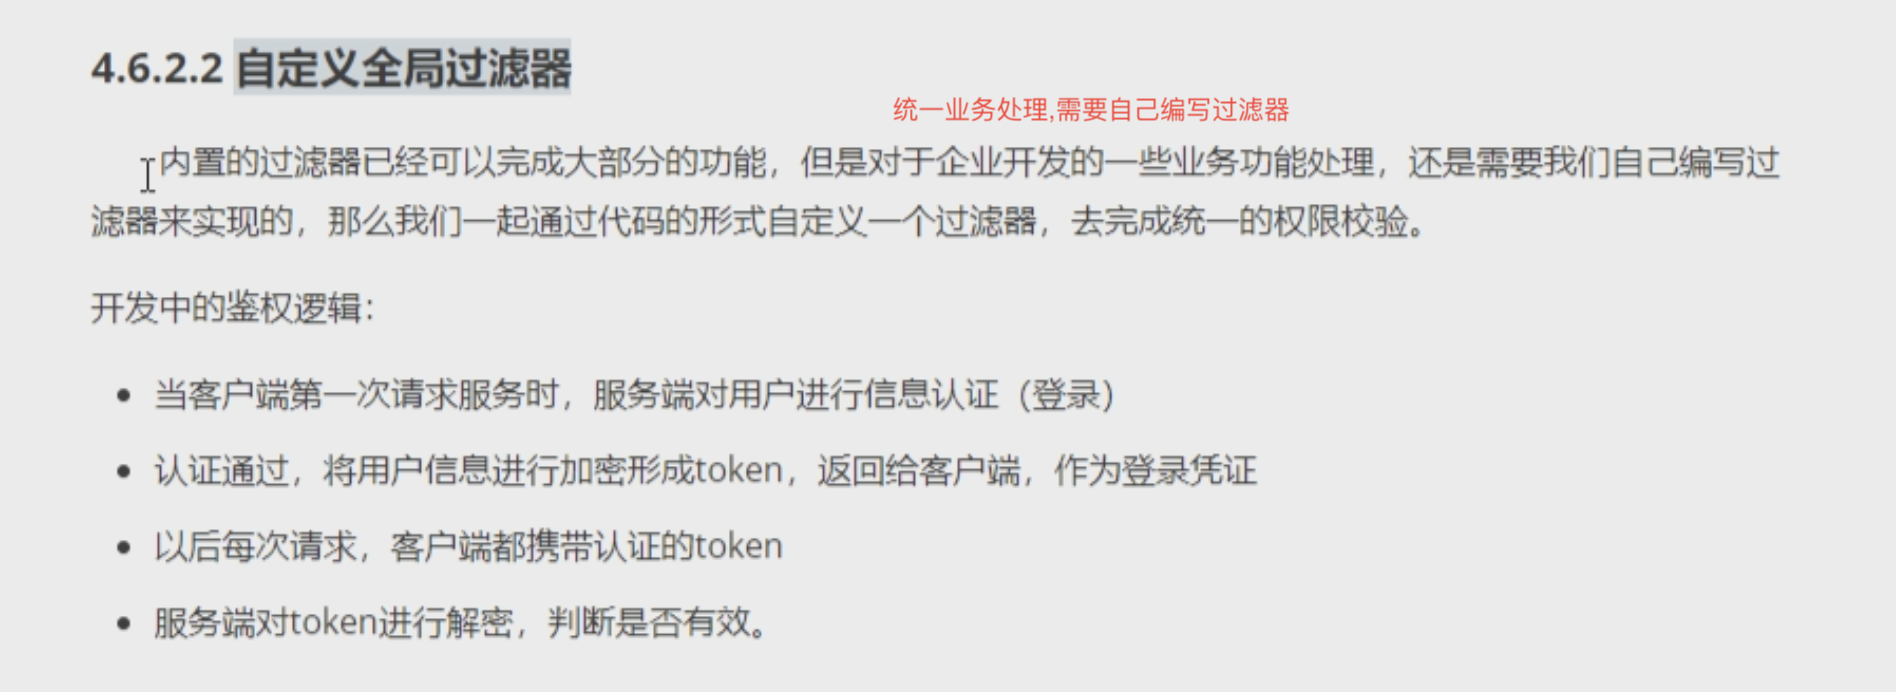 4.6.2.2 自定义全局过滤器
统一业务处理,需要自己编写过滤器
内置的过滤器已经可以完成大部分的功能，但是对于企业开发的一些业务功能处理，还是需要我们自己编写过
滤器来实现的，那么我们一起通过代码的形式自定义一个过滤器，去完成统一的权限校验。
开发中的鉴权逻辑：
• 当客户端第一次请求服务时，服务端对用户进行信息认证（登录）
• 认证通过，将用户信息进行加密形成token，返回给客户端，作为登录凭证
• 以后每次请求，客户端都携带认证的token
• 服务端对token进行解密，判断是否有效。